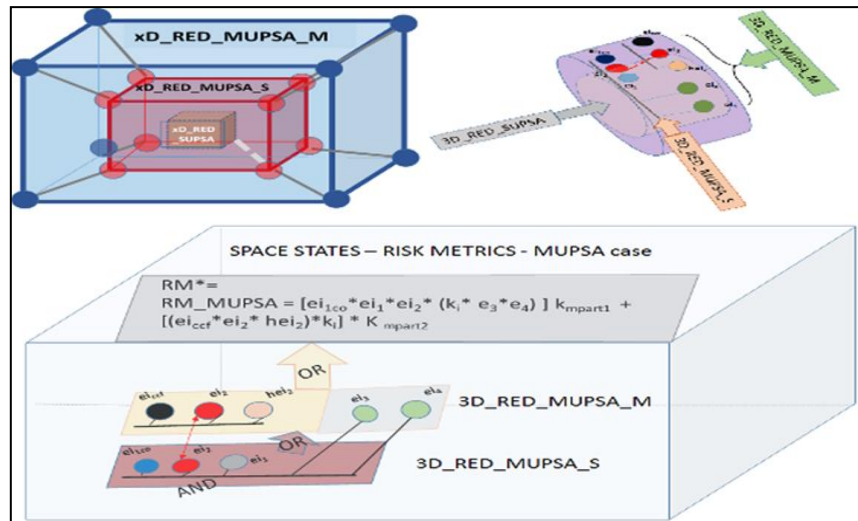 xD_RED_MUPSA_M
xD_RED_MUPSA_S
xD_RED
_SUPSA
3D_RED_MUPSA_M
3D_RED_SUPSA
3D_RED_MUPSA_S
SPACE STATES – RISK METRICS - MUPSA case
RM*=
RM_MUPSA = [ei1co*ei1*ei2* (ki* e3*e4) ] kmpart1 +
[(eiccf*ei2* hei2)*ki] * K mpart2
OR
eiccf ei2 hei2 ei3 ei4
3D_RED_MUPSA_M
OR
ei1co ei2 ei1
3D_RED_MUPSA_S
AND